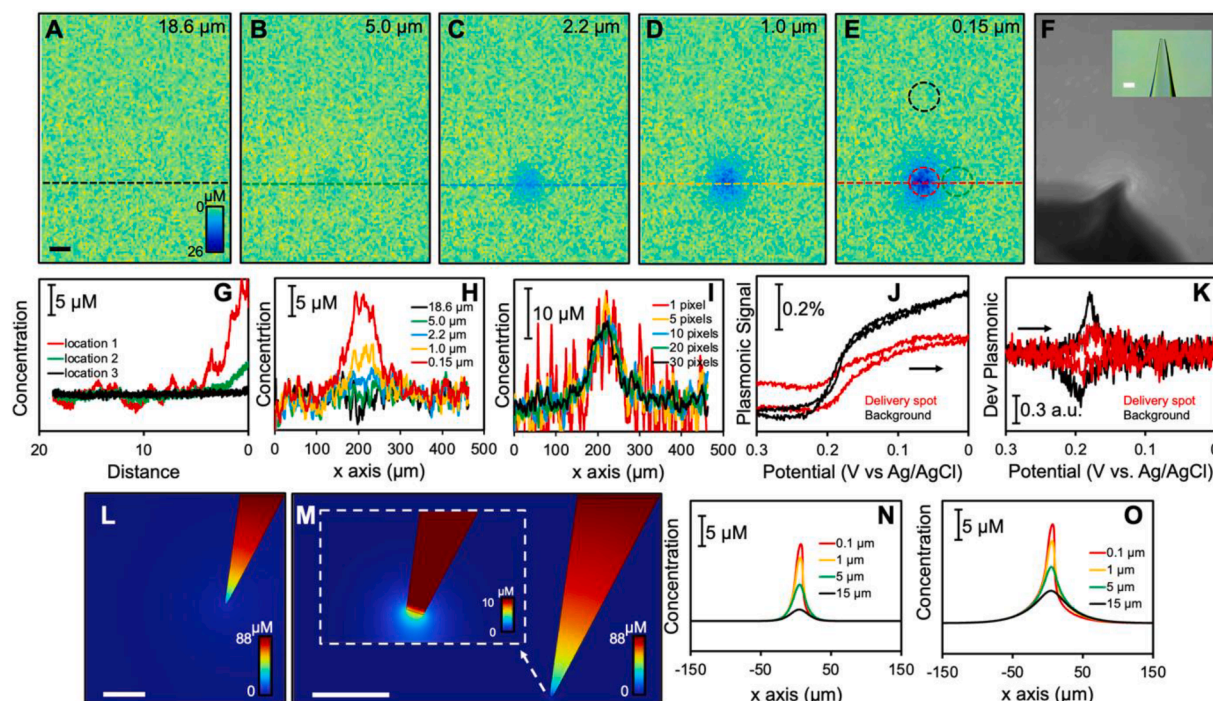 A 18.6 μm
B 5.0 μm
C 2.2 μm
D 1.0 μm
E 0.15 μm
F
μM
0
26
G
5 μM
Concentration
location 1
location 2
location 3
20 10 0
Distance
H
5 μM
Concentration
18.6 μm
5.0 μm
2.2 μm
1.0 μm
0.15 μm
0 100 200 300 400 500
x axis (μm)
I
10 μM
Concentrtion
1 pixel
5 pixels
10 pixels
20 pixels
30 pixels
0 100 200 300 400 500
x axis (μm)
J
0.2%
Plasmonic Signal
Delivery spot
Background
0.3 0.2 0.1 0
Potential (V vs Ag/AgCl)
K
Dev Plasmonic
0.3 a.u.
Delivery spot
Background
0.3 0.2 0.1 0
Potential (V vs. Ag/AgCl)
L
μM
88
0
M
μM
10
0
μM
88
0
N
5 μM
Concentration
0.1 μm
1 μm
5 μm
15 μm
-150 -50 50 150
x axis (μm)
O
5 μM
Concentration
0.1 μm
1 μm
5 μm
15 μm
-150 -50 50 150
x axis (μm)